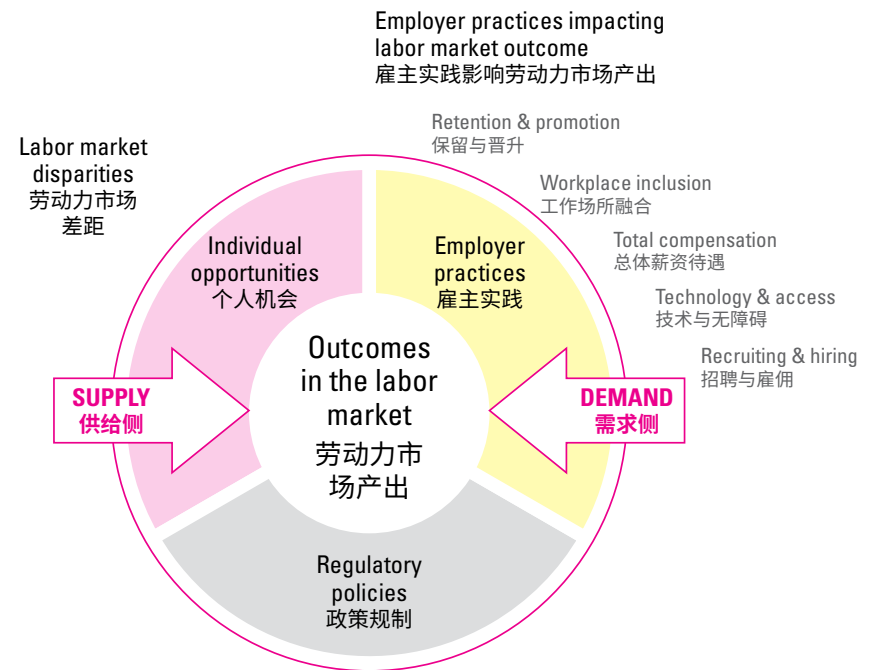 Employer practices impacting
labor market outcome
雇主实践影响劳动力市场产出
Retention & promotion
保留与晋升
Labor market
disparities
劳动力市场
差距
Workplace inclusion
工作场所融合
Individual
opportunities
个人机会
Employer
practices
雇主实践
Total compensation
总体薪资待遇
Technology & access
技术与无障碍
Recruiting & hiring
招聘与雇佣
Outcomes
in the labor
market
劳动力市
场产出
SUPPLY
供给侧
DEMAND
需求侧
Regulatory
policies
政策规制